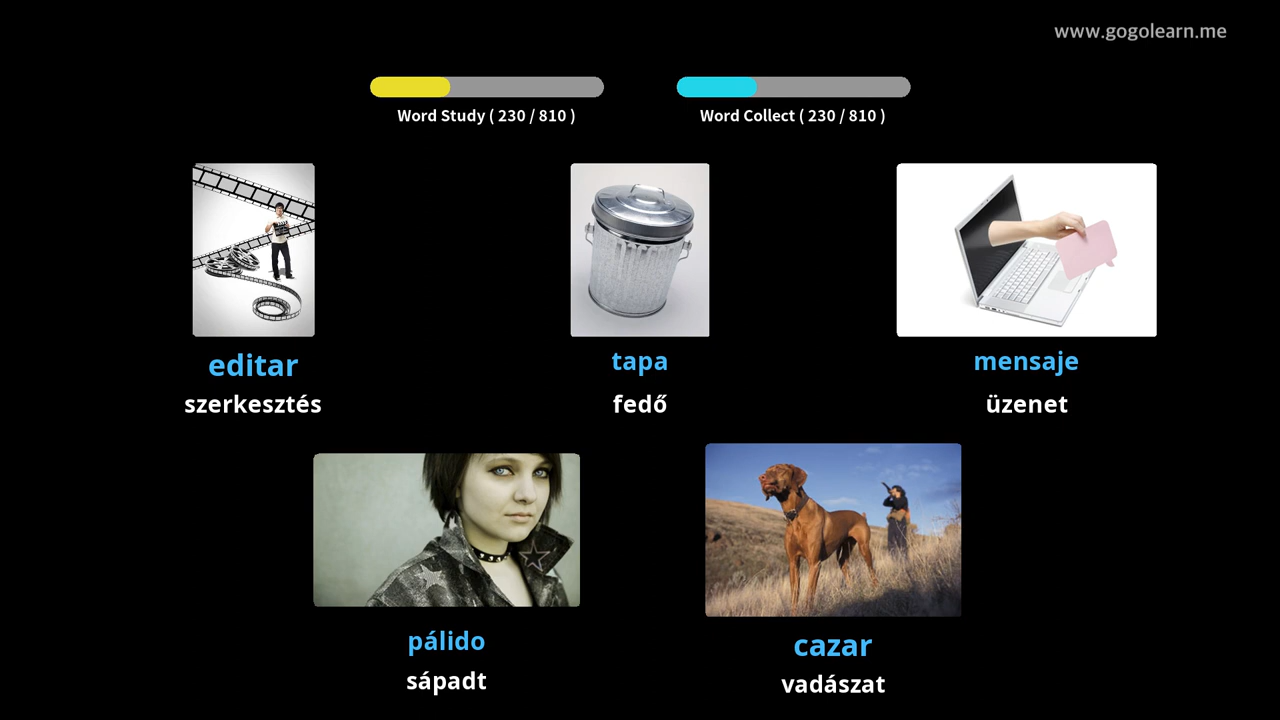 www.gogolearn.me
Word Study ( 230 / 810 )
Word Collect ( 230 / 810 )
editar
szerkesztés
tapa
fedő
mensaje
üzenet
pálido
sápadt
cazar
vadászat